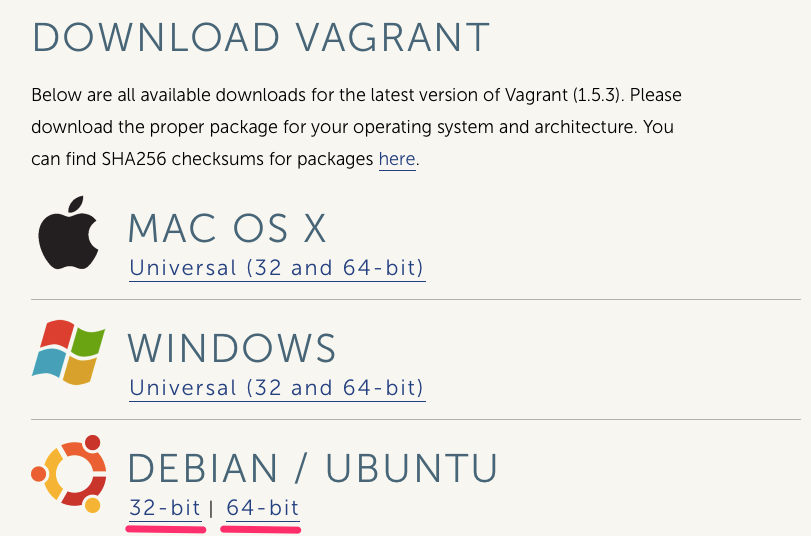 DOWNLOAD VAGRANT
Below are all available downloads for the latest version of Vagrant (1.5.3). Please
download the proper package for your operating system and architecture. You
can find SHA256 checksums for packages here.
MAC OS X
Universal (32 and 64-bit)
WINDOWS
Universal (32 and 64-bit)
DEBIAN / UBUNTU
32-bit | 64-bit